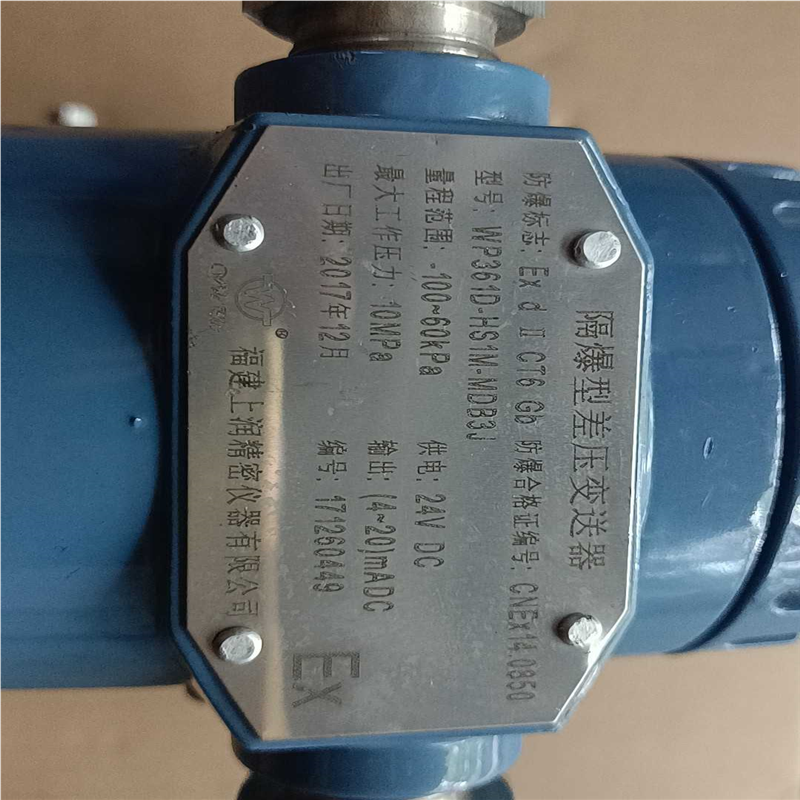 隔爆型差压变送器
防爆标志: Ex d Ⅱ CT6 Gb 防爆合格证编号: CNEx14.0850
型号: WP361D-HS1M-MDB3J
量程范围: -100~60kPa 供电: 24V DC
最大工作压力: 10MPa 输出: (4~20)mADC
出厂日期: 2017年12月 编号: 171260449
Ex
WT®
福建上润精密仪器有限公司